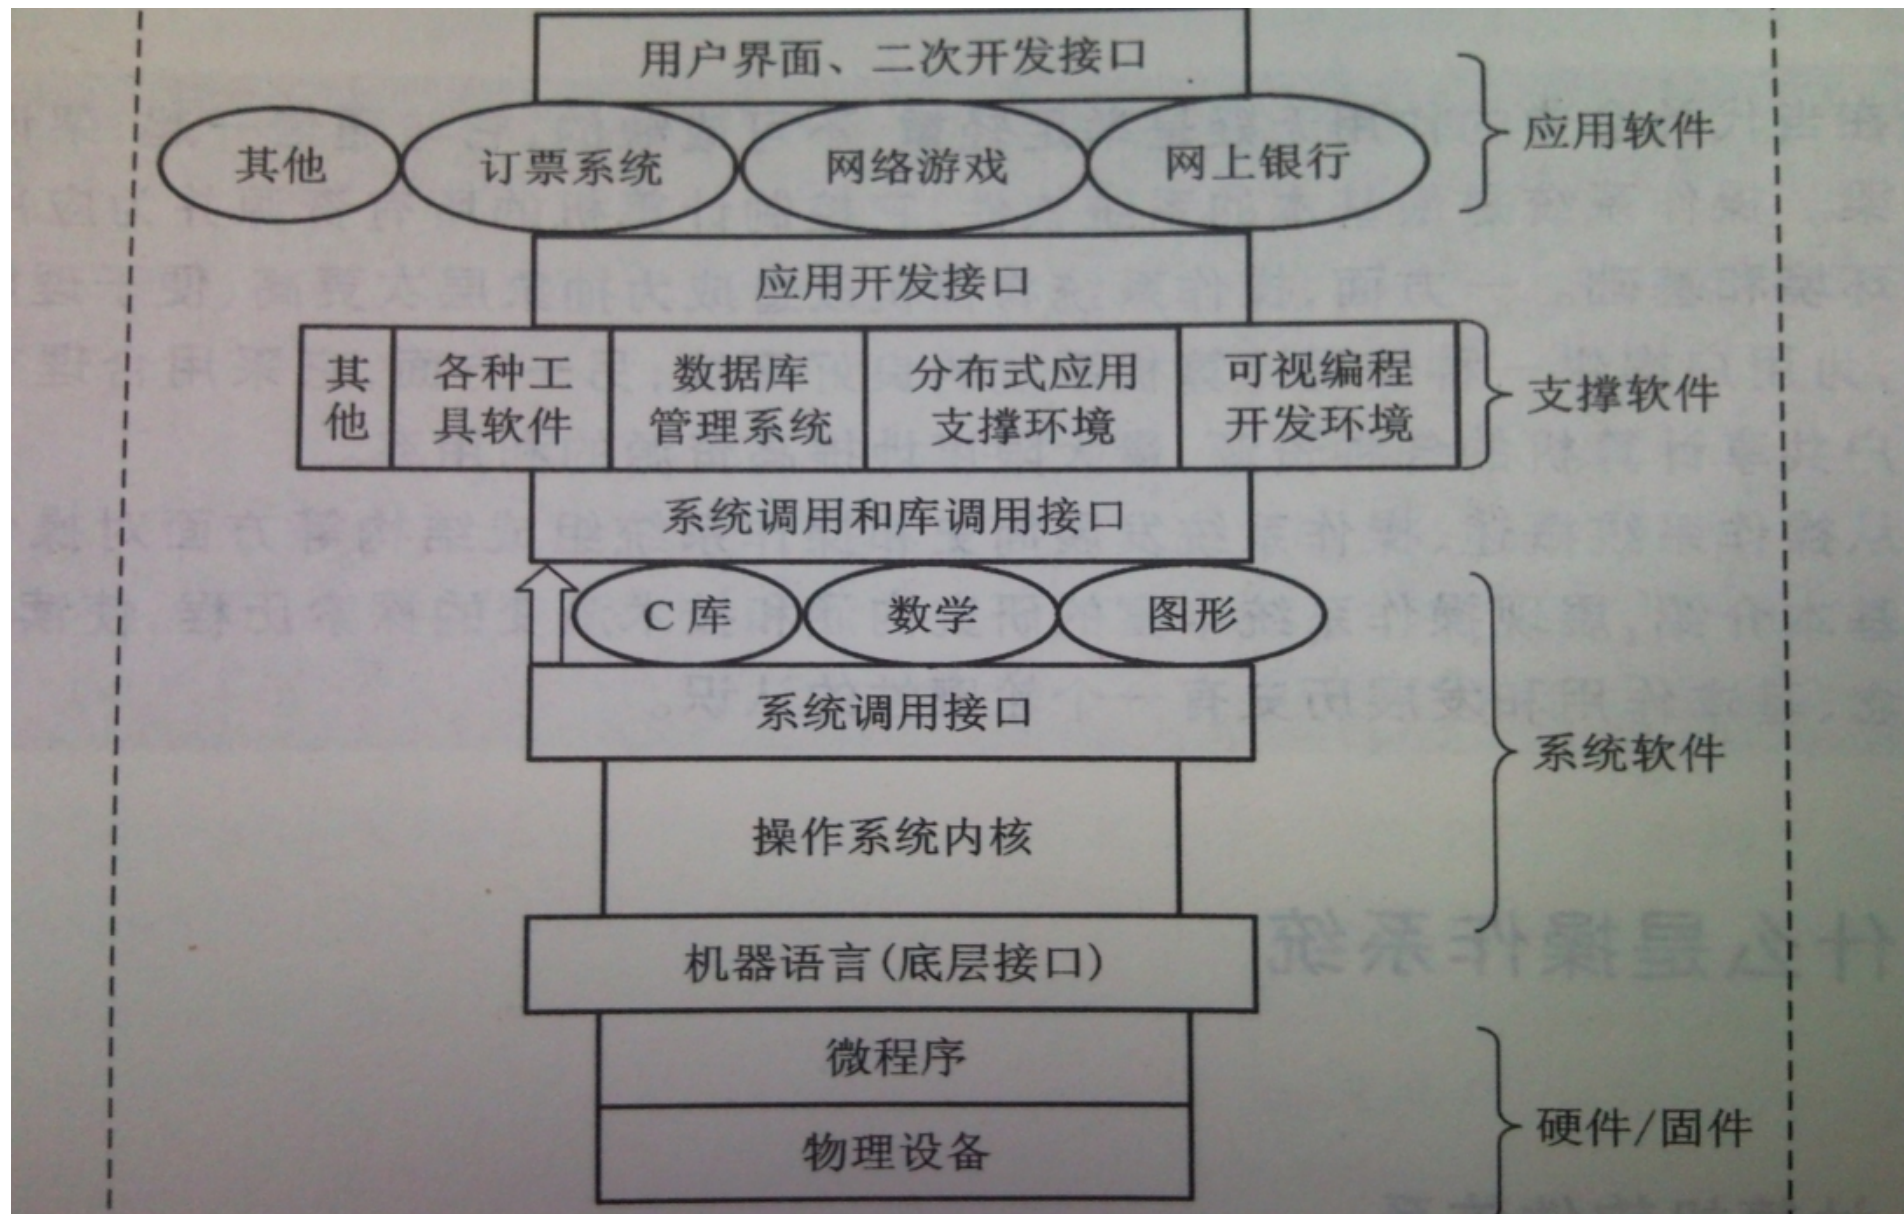 用户界面、二次开发接口
其他 订票系统 网络游戏 网上银行
应用软件
应用开发接口
其他
各种工
具软件
数据库
管理系统
分布式应用
支撑环境
可视编程
开发环境
支撑软件
系统调用和库调用接口
C库 数学 图形
系统调用接口
系统软件
操作系统内核
机器语言(底层接口)
微程序
硬件/固件
物理设备
什么是操作系统